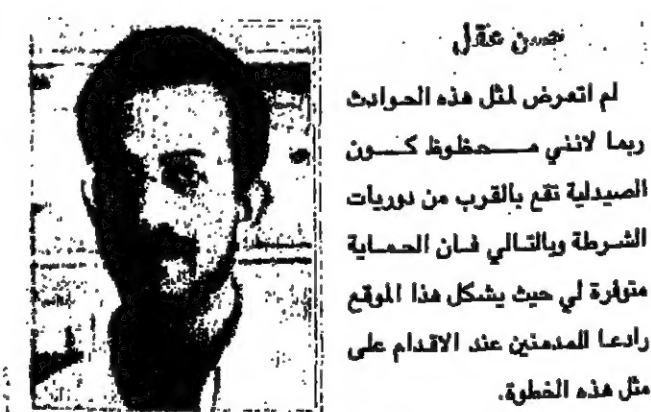 عقل
لم اتعرض لمثل هذه الحوادث
ربما لانني محظوظ كون
الصيدلية تقع بالقرب من دوريات
الشرطة وبالتالي فان الحماية
متوفرة لي حيث يشكل هذا الموقع
رادعا للمدمنين عند الاقدام على
مثل هذه الخطوة.